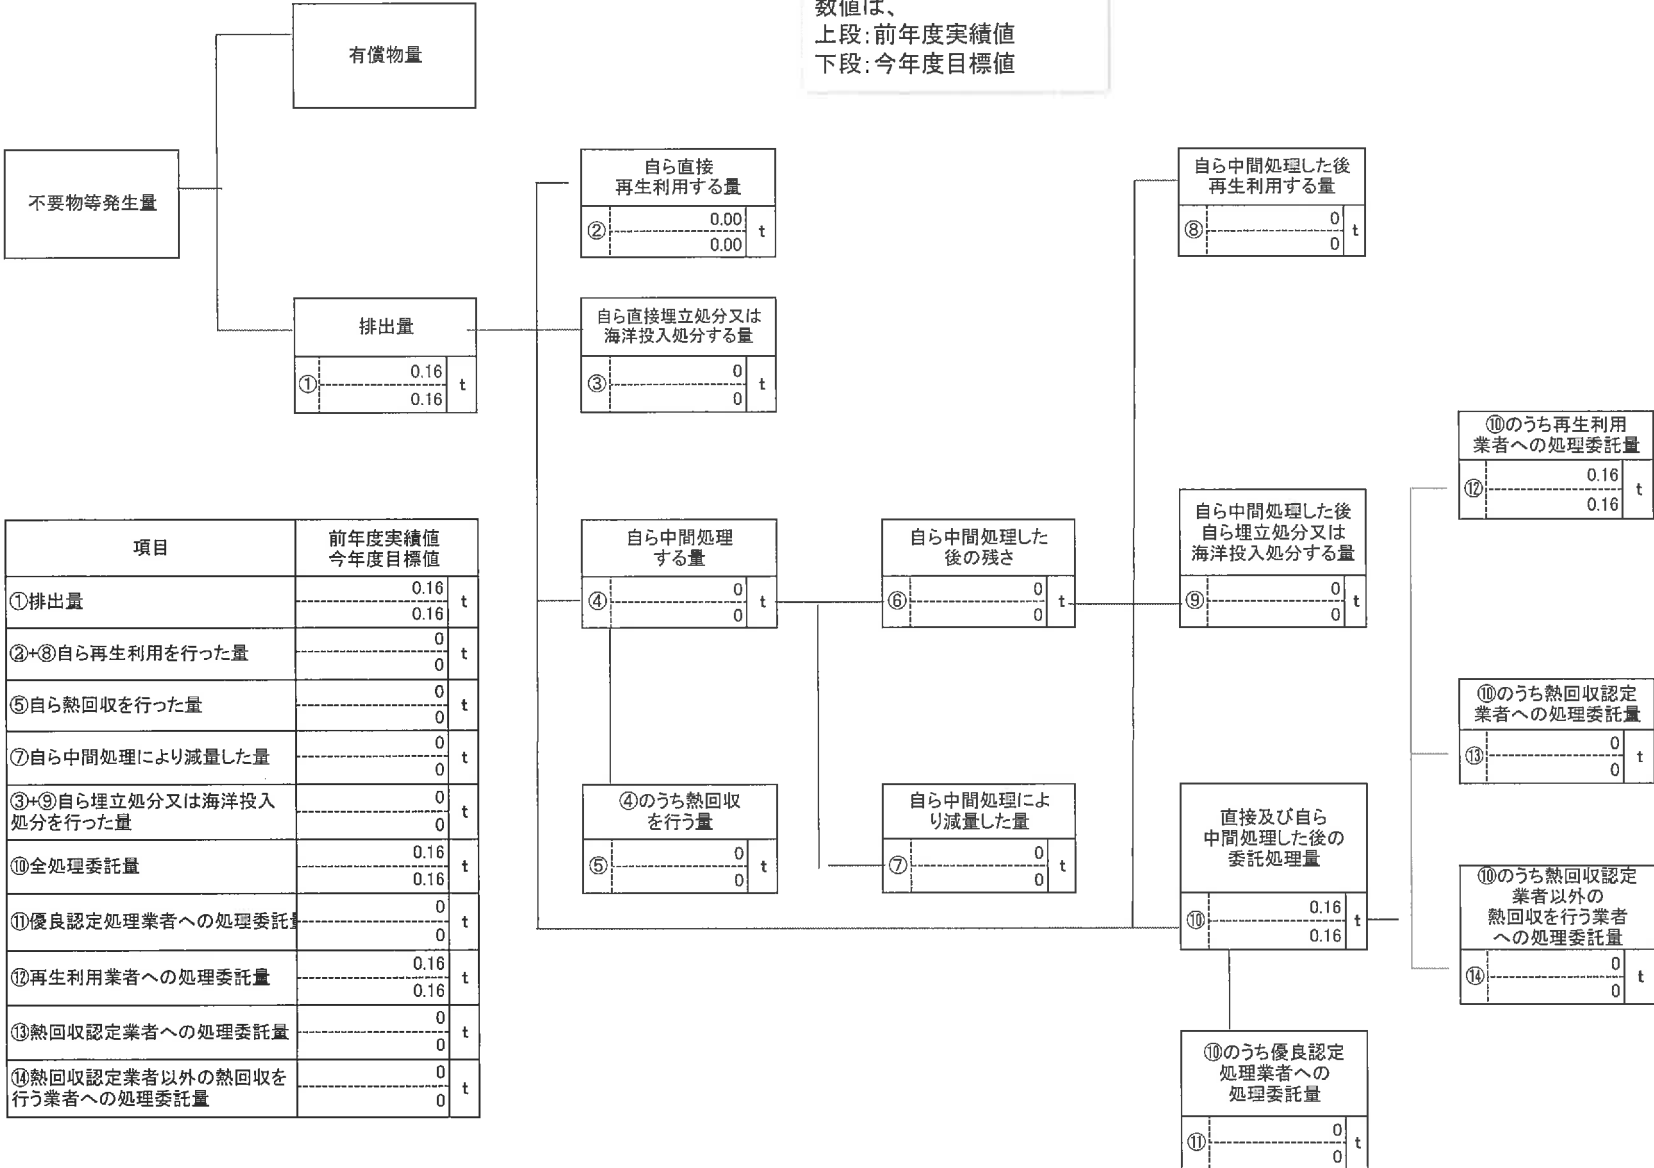 数値は、
上段:前年度実績値
下段:今年度目標値
有償物量
不要物等発生量
排出量
①
0.16
0.16
t
自ら直接
再生利用する量
②
0.00
0.00
t
自ら直接埋立処分又は
海洋投入処分する量
③
0
0
t
自ら中間処理
する量
④
0
0
t
④のうち熱回収
を行う量
⑤
0
0
t
自ら中間処理した
後の残さ
⑥
0
0
t
自ら中間処理によ
り減量した量
⑦
0
0
t
自ら中間処理した後
再生利用する量
⑧
0
0
t
自ら中間処理した後
自ら埋立処分又は
海洋投入処分する量
⑨
0
0
t
直接及び自ら
中間処理した後の
委託処理量
⑩
0.16
0.16
t
⑩のうち優良認定
処理業者への
処理委託量
⑪
0
0
t
⑩のうち再生利用
業者への処理委託量
⑫
0.16
0.16
t
⑩のうち熱回収認定
業者への処理委託量
⑬
0
0
t
⑩のうち熱回収認定
業者以外の
熱回収を行う業者
への処理委託量
⑭
0
0
t
項目
前年度実績値
今年度目標値
①排出量
0.16
0.16
t
②+⑧自ら再生利用を行った量
0
0
t
⑤自ら熱回収を行った量
0
0
t
⑦自ら中間処理により減量した量
0
0
t
③+⑨自ら埋立処分又は海洋投入
処分を行った量
0
0
t
⑩全処理委託量
0.16
0.16
t
⑪優良認定処理業者への処理委託
0
0
t
⑫再生利用業者への処理委託量
0.16
0.16
t
⑬熱回収認定業者への処理委託量
0
0
t
⑭熱回収認定業者以外の熱回収を
行う業者への処理委託量
0
0
t